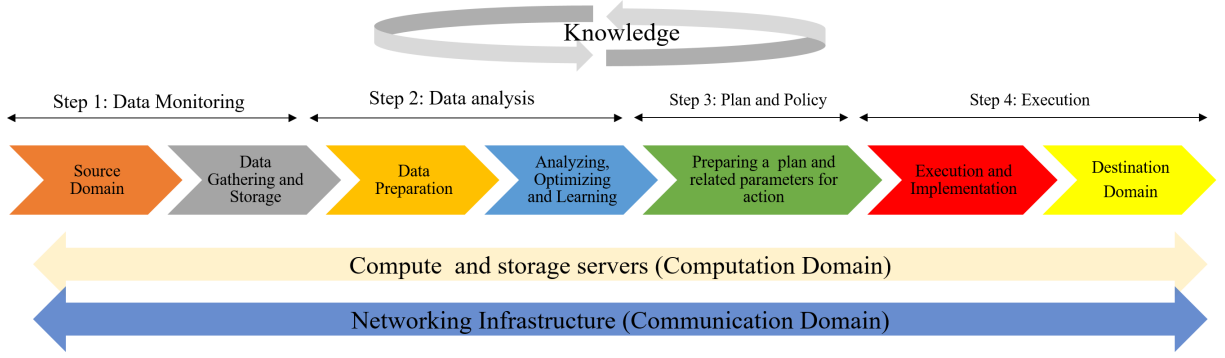 Knowledge
Step 1: Data Monitoring
Step 2: Data analysis
Step 3: Plan and Policy
Step 4: Execution
Source
Domain
Data
Gathering and
Storage
Data
Preparation
Analyzing,
Optimizing
and Learning
Preparing a  plan and
related parameters for
action
Execution and
Implementation
Destination
Domain
Compute  and storage servers (Computation Domain)
Networking Infrastructure (Communication Domain)